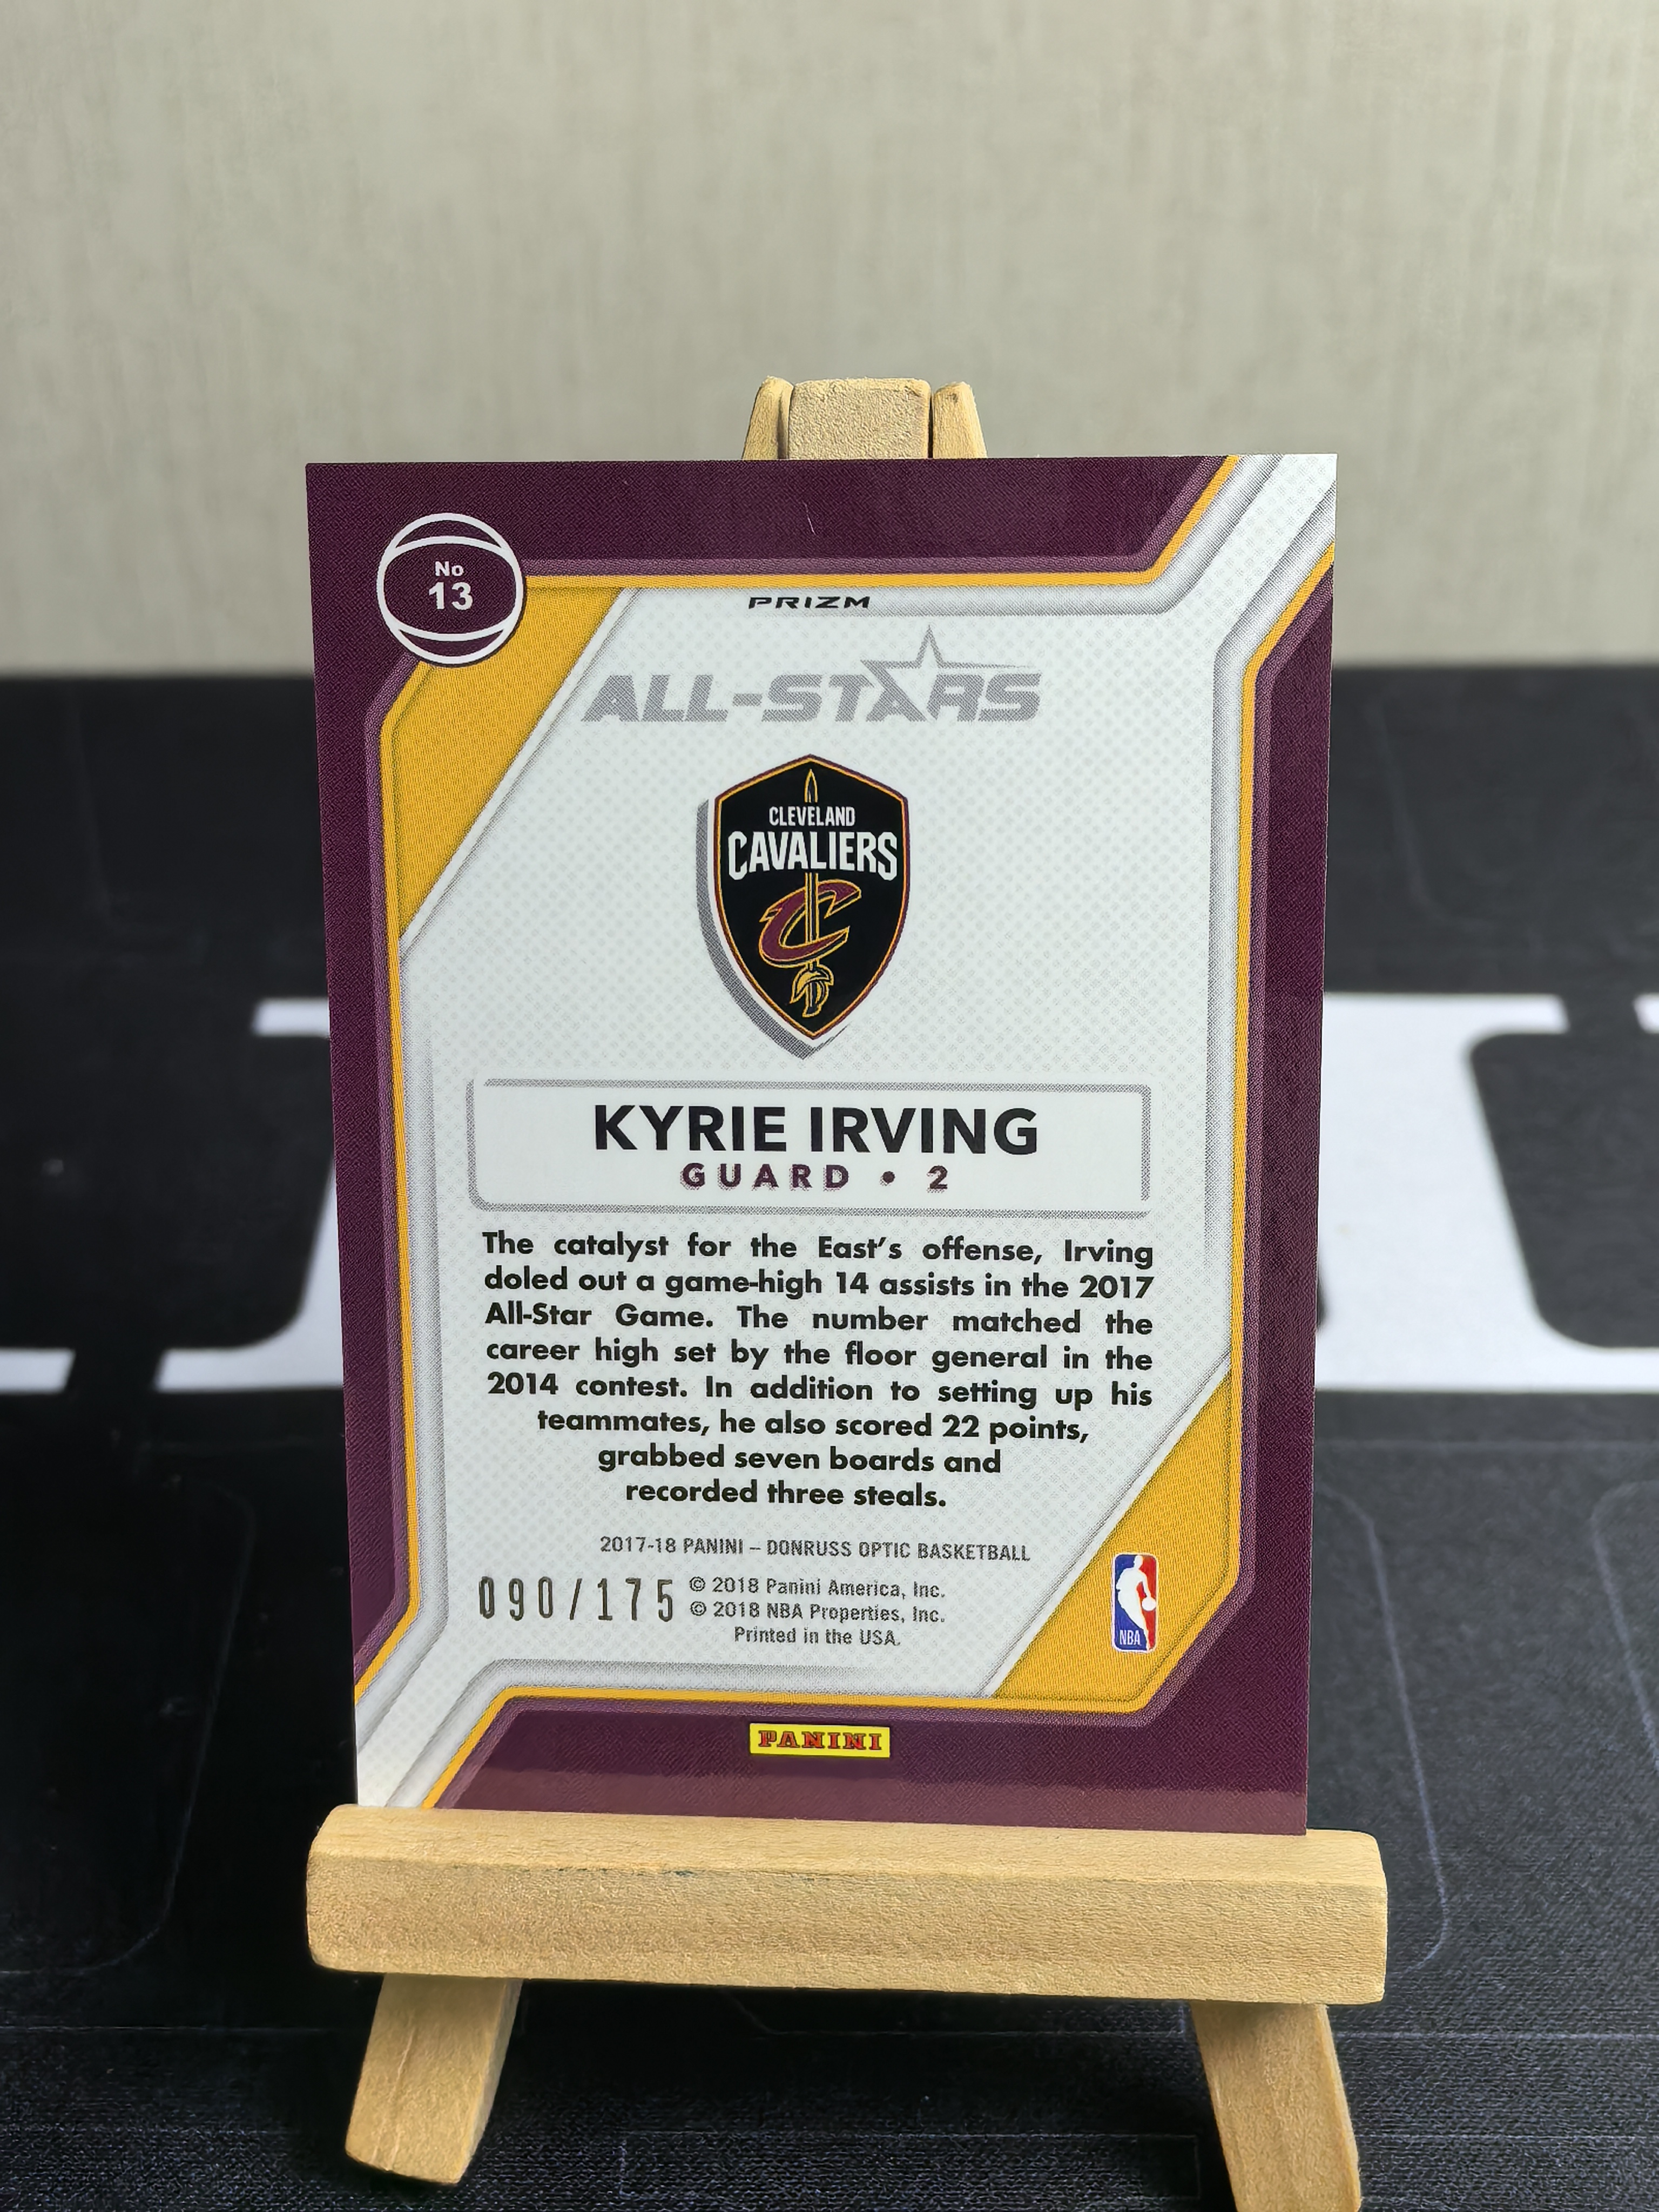 No
13
PRIZM
ALL-STARS
CLEVELAND
CAVALIERS
C
KYRIE IRVING
GUARD • 2
The catalyst for the East's offense, Irving
doled out a game-high 14 assists in the 2017
All-Star Game. The number matched the
career high set by the floor general in the
2014 contest. In addition to setting up his
teammates, he also scored 22 points,
grabbed seven boards and
recorded three steals.
2017-18 PANINI – DONRUSS OPTIC BASKETBALL
090/175
© 2018 Panini America, Inc.
© 2018 NBA Properties, Inc.
Printed in the USA.
NBA
PANINI